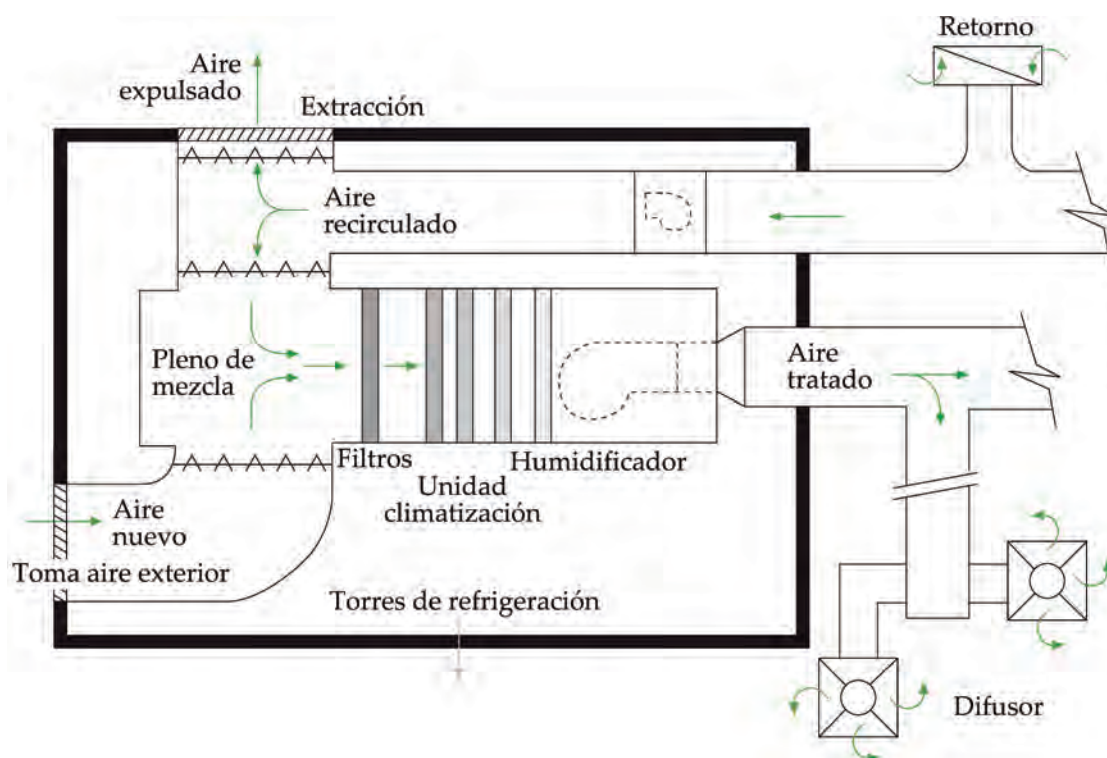 Retorno
Aire
expulsado
Extracción
Aire
recirculado
Pleno de
mezcla
Aire
tratado
Filtros
Humidificador
Unidad
climatización
Aire
nuevo
Toma aire exterior
Torres de refrigeración
Difusor